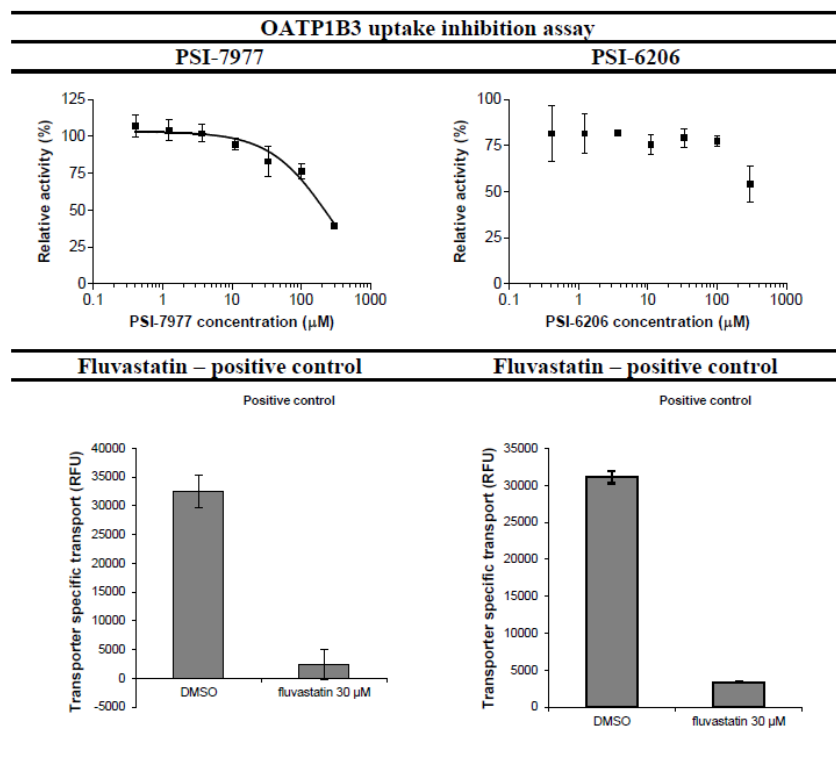 OATP1B3 uptake inhibition assay
PSI-7977 PSI-6206
125
100
75
50
25
0
0.1 1 10 100 1000
Relative activity (%)
PSI-7977 concentration (μM)
100
75
50
25
0
0.1 1 10 100 1000
Relative activity (%)
PSI-6206 concentration (μM)
Fluvastatin – positive control Fluvastatin – positive control
Positive control
40000
35000
30000
25000
20000
15000
10000
5000
0
-5000
Transporter specific transport (RFU)
DMSO fluvastatin 30 μM
Positive control
35000
30000
25000
20000
15000
10000
5000
0
Transporter specific transport (RFU)
DMSO fluvastatin 30 μM